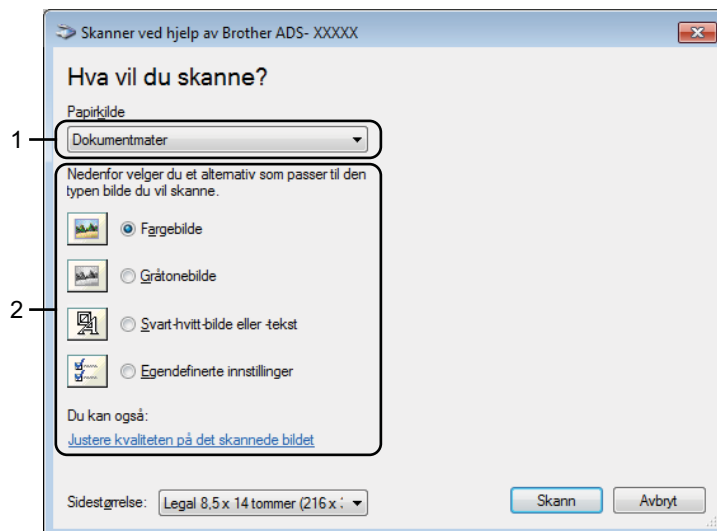 Skanner ved hjelp av Brother ADS- XXXXX
Hva vil du skanne?
Papirkilde
1
Dokumentmater
Nedenfor velger du et alternativ som passer til den
typen bilde du vil skanne.
Fargebilde
Gråtonebilde
2
Svart-hvitt-bilde eller -tekst
Egendefinerte innstillinger
Du kan også:
Justere kvaliteten på det skannede bildet
Sidestørrelse: Legal 8,5 x 14 tommer (216 x
Skann
Avbryt